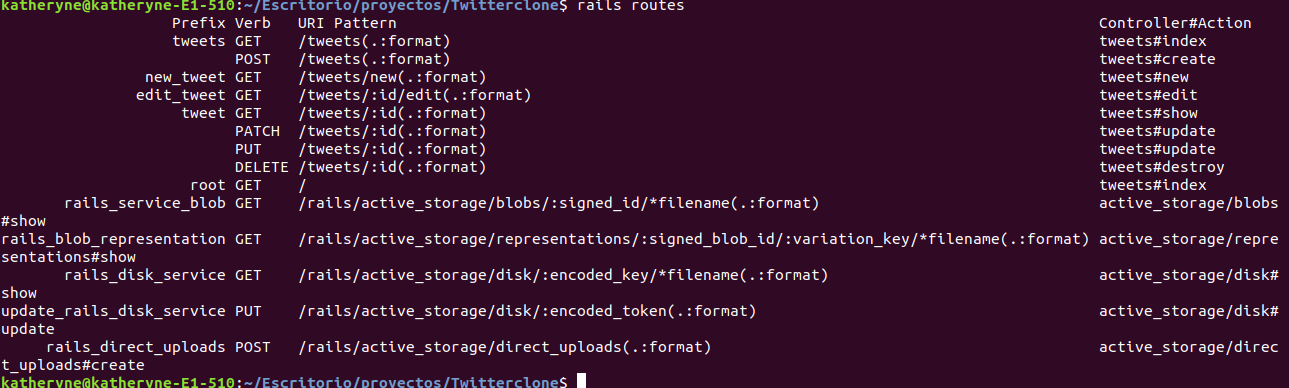 katheryne@katheryne-E1-510:~/Escritorio/proyectos/Twitterclone$ rails routes
Prefix Verb URI Pattern Controller#Action
tweets GET /tweets(.:format) tweets#index
POST /tweets(.:format) tweets#create
new_tweet GET /tweets/new(.:format) tweets#new
edit_tweet GET /tweets/:id/edit(.:format) tweets#edit
tweet GET /tweets/:id(.:format) tweets#show
PATCH /tweets/:id(.:format) tweets#update
PUT /tweets/:id(.:format) tweets#update
DELETE /tweets/:id(.:format) tweets#destroy
root GET / tweets#index
rails_service_blob GET /rails/active_storage/blobs/:signed_id/*filename(.:format) active_storage/blobs
#show
rails_blob_representation GET /rails/active_storage/representations/:signed_blob_id/:variation_key/*filename(.:format) active_storage/repre
sentations#show
rails_disk_service GET /rails/active_storage/disk/:encoded_key/*filename(.:format) active_storage/disk#
show
update_rails_disk_service PUT /rails/active_storage/disk/:encoded_token(.:format) active_storage/disk#
update
rails_direct_uploads POST /rails/active_storage/direct_uploads(.:format) active_storage/direc
t_uploads#create
katheryne@katheryne-E1-510:~/Escritorio/proyectos/Twitterclone$